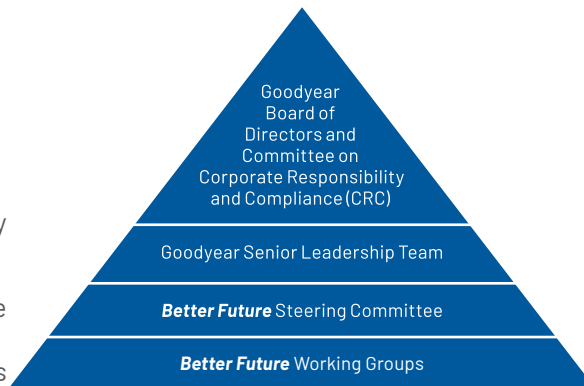 Goodyear
Board of
Directors and
Committee on
Corporate Responsibility
and Compliance (CRC)
Goodyear Senior Leadership Team
Better Future Steering Committee
Better Future Working Groups